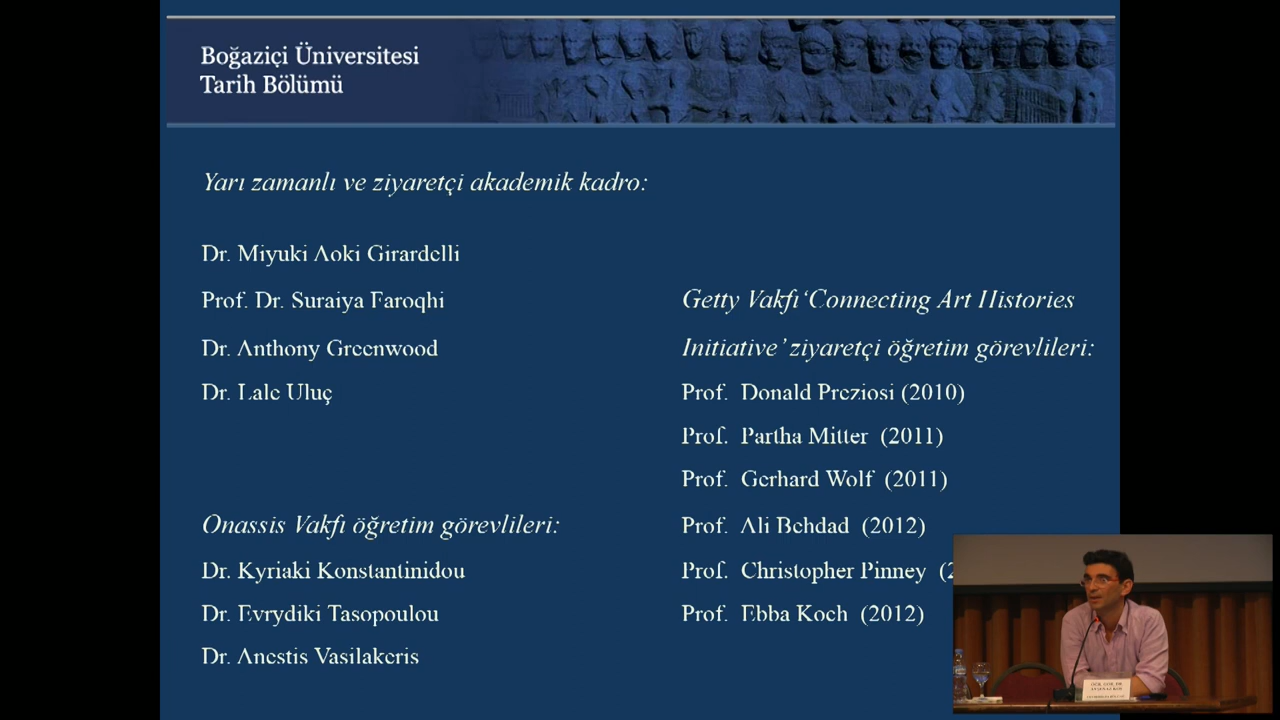 Boğaziçi Üniversitesi
Tarih Bölümü
Yarı zamanlı ve ziyaretçi akademik kadro:
Dr. Miyuki Aoki Girardelli
Prof. Dr. Suraiya Faroqhi
Dr. Anthony Greenwood
Dr. Lale Uluç
Onassis Vakfı öğretim görevlileri:
Dr. Kyriaki Konstantinidou
Dr. Evrydiki Tasopoulou
Dr. Anestis Vasilakeris
Getty Vakfı‘Connecting Art Histories
Initiative’ ziyaretçi öğretim görevlileri:
Prof. Donald Preziosi (2010)
Prof. Partha Mitter (2011)
Prof. Gerhard Wolf (2011)
Prof. Ali Behdad (2012)
Prof. Christopher Pinney (2
Prof. Ebba Koch (2012)